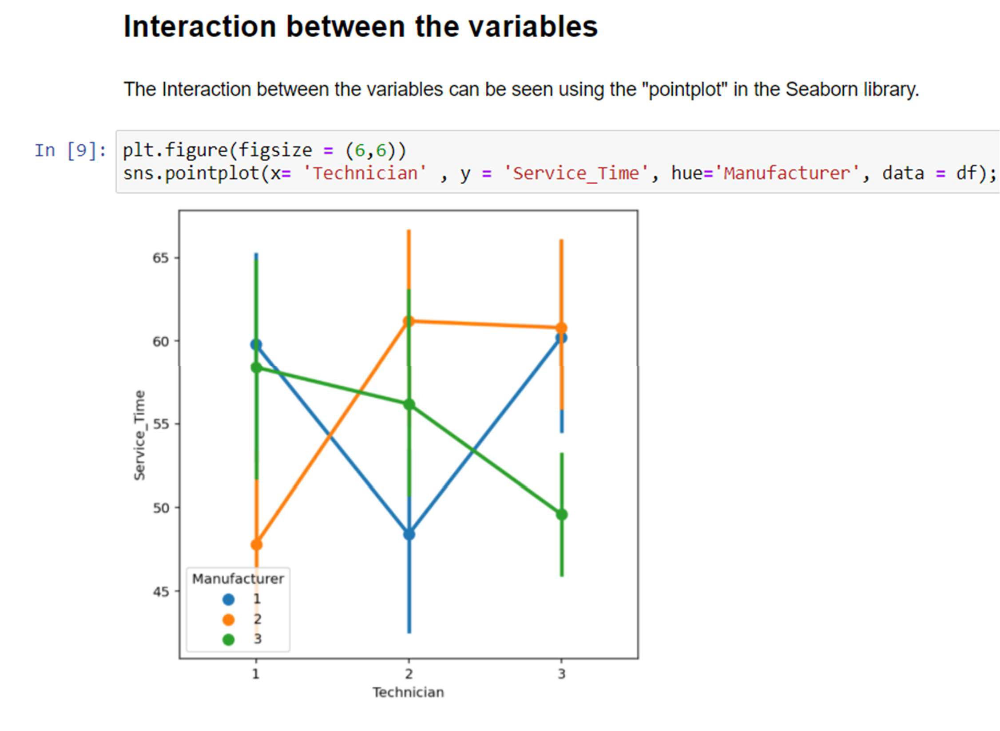 Interaction between the variables
The Interaction between the variables can be seen using the "pointplot" in the Seaborn library.
In [9]: plt.figure(figsize = (6,6))
sns.pointplot(x= 'Technician' , y = 'Service_Time', hue='Manufacturer', data = df);
65
60
55
50
45
Service_Time
Manufacturer
1
2
3
1 2 3
Technician